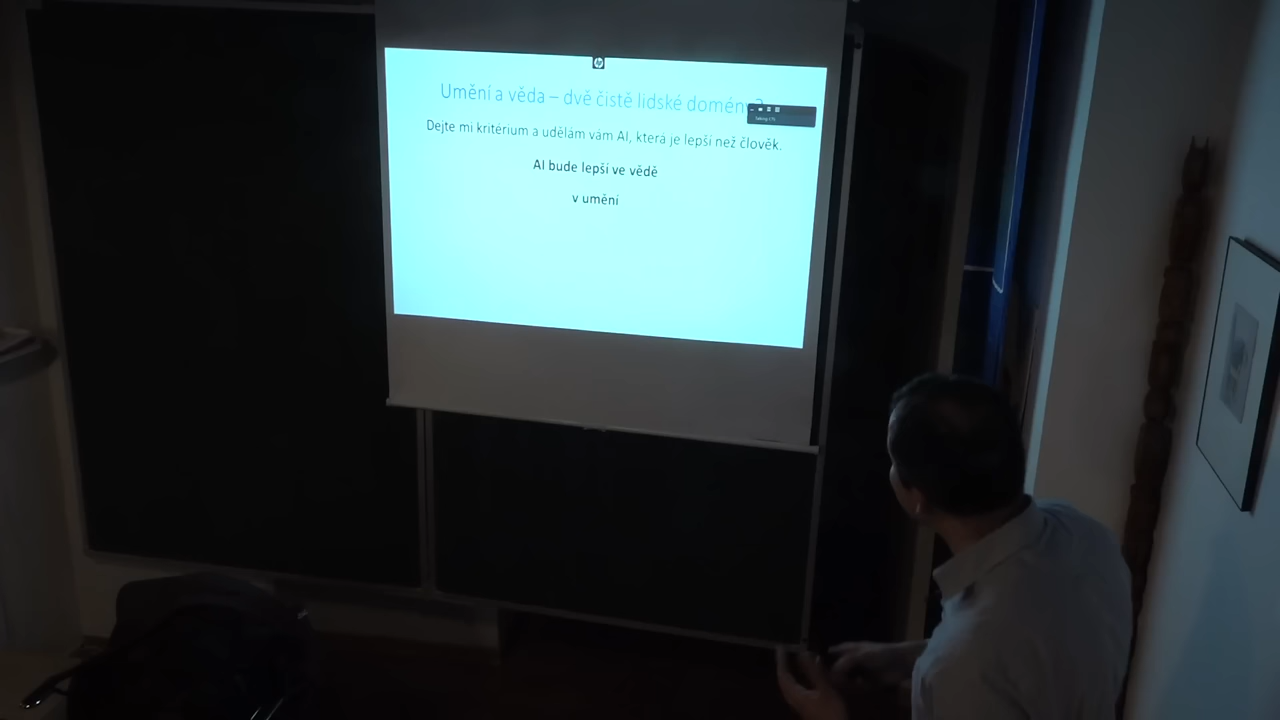 hp
Umění a věda – dvě čistě lidské domény?
Dejte mi kritérium a udělám vám AI, která je lepší než člověk.
AI bude lepší ve vědě
v umění